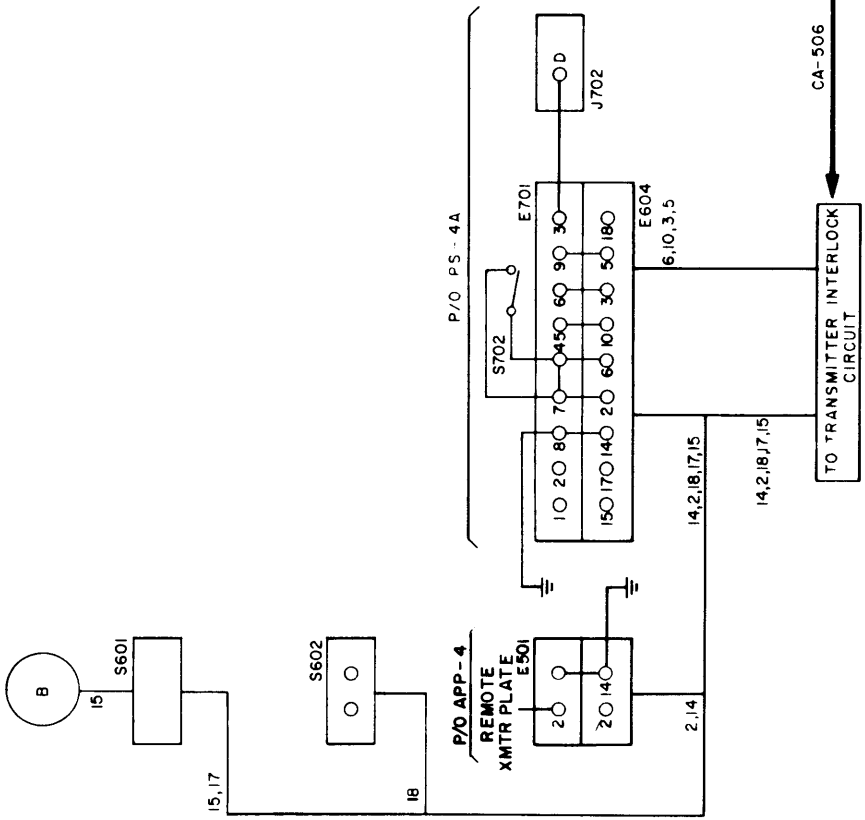 CA-506
P/O PS-4A
D
J702
E701
S702
1 2 8 7 4 5 6 9 3
15 17 14 2 6 10 3 5 18
E604
6,10,3,5
B
15
S601
15,17
S602
18
P/O APP-4
REMOTE
XMTR PLATE
E501
2
2 14
2,14
14,2,18,17,15
14,2,18,17,15
TO TRANSMITTER INTERLOCK
CIRCUIT